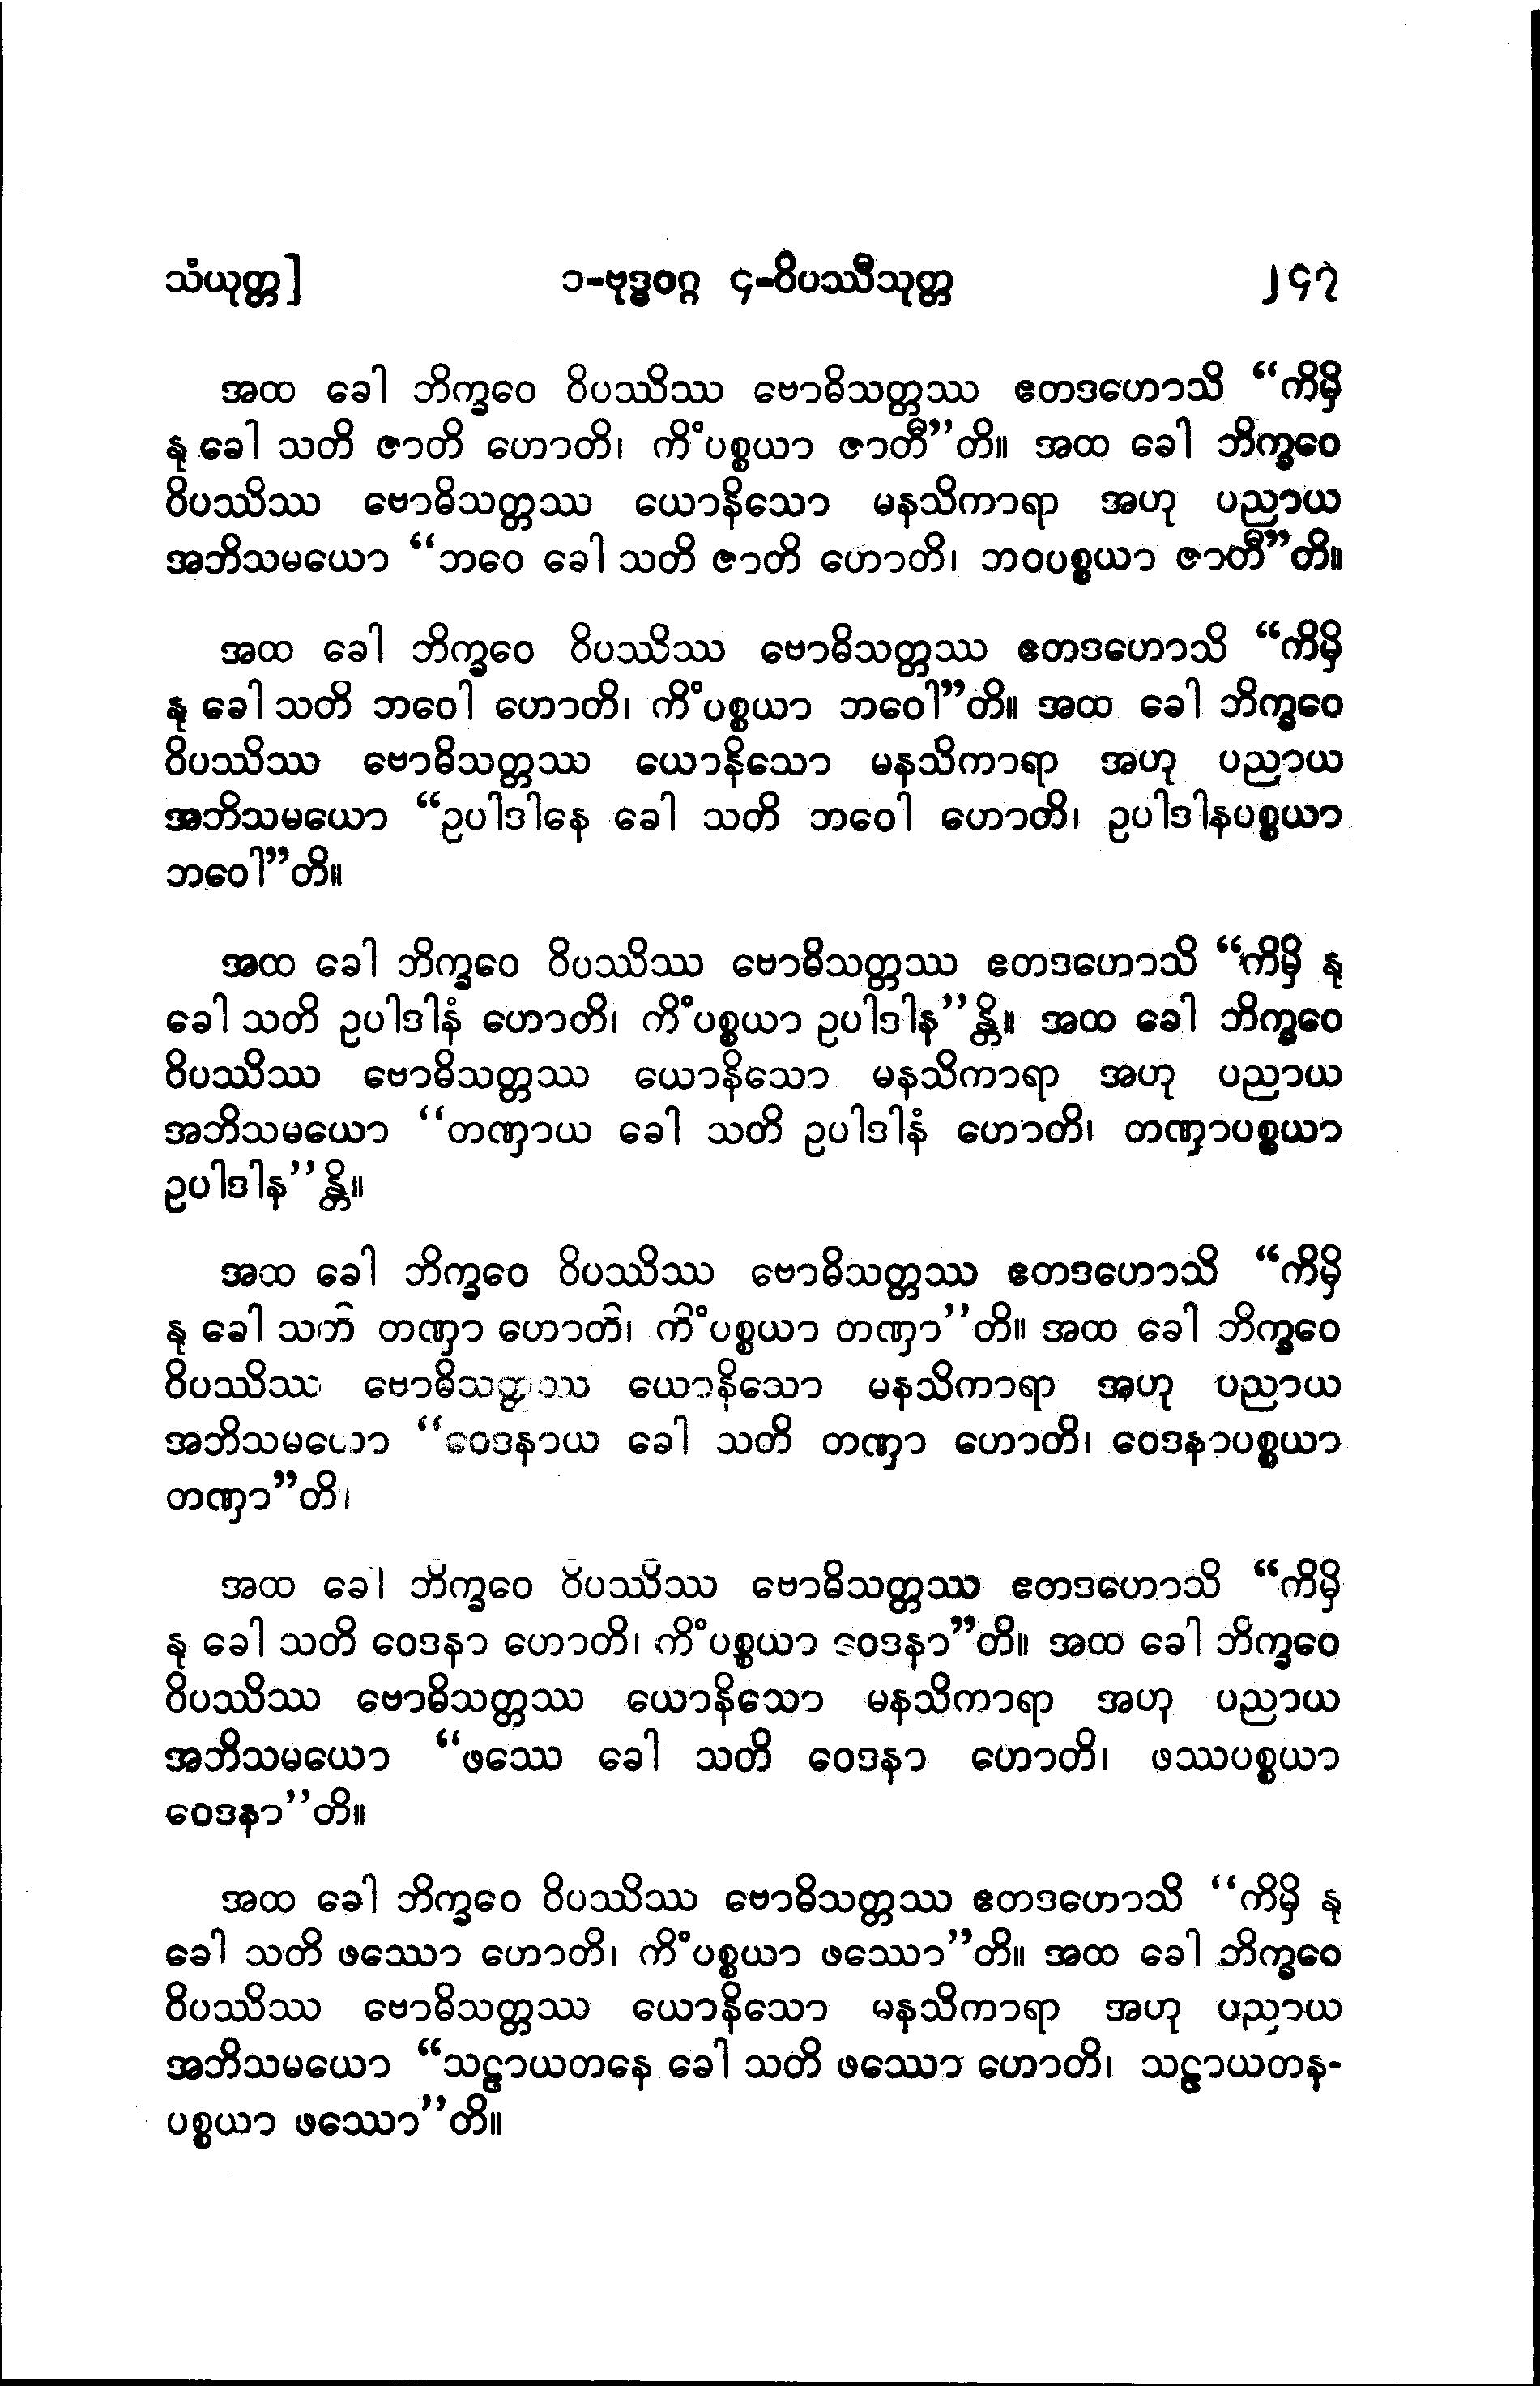 သံယုတ္တ] ၁-ဗုဒ္ဓဝဂ္ဂ ၄-ဝိပဿီသုတ္တ ၂၄၇
အထ ခေါ ဘိက္ခဝေ ဝိပဿိဿ ဗောဓိသတ္တဿ ဧတဒဟောသိ “ကိမှိ
နု ခေါ သတိ ဇာတိ ဟောတိ၊ ကိံပစ္စယာ ဇာတီ”တိ။ အထ ခေါ ဘိက္ခဝေ
ဝိပဿိဿ ဗောဓိသတ္တဿ ယောနိသော မနသိကာရာ အဟု ပညာယ
အဘိသမယော “ဘဝေ ခေါ သတိ ဇာတိ ဟောတိ၊ ဘဝပစ္စယာ ဇာတီ”တိ။
အထ ခေါ ဘိက္ခဝေ ဝိပဿိဿ ဗောဓိသတ္တဿ ဧတဒဟောသိ “ကိမှိ
နု ခေါ သတိ ဘဝေါ ဟောတိ၊ ကိံပစ္စယာ ဘဝေါ”တိ။ အထ ခေါ ဘိက္ခဝေ
ဝိပဿိဿ ဗောဓိသတ္တဿ ယောနိသော မနသိကာရာ အဟု ပညာယ
အဘိသမယော “ဥပါဒါနေ ခေါ သတိ ဘဝေါ ဟောတိ၊ ဥပါဒါနပစ္စယာ
ဘဝေါ”တိ။
အထ ခေါ ဘိက္ခဝေ ဝိပဿိဿ ဗောဓိသတ္တဿ ဧတဒဟောသိ “ကိမှိ နု
ခေါ သတိ ဥပါဒါနံ ဟောတိ၊ ကိံပစ္စယာ ဥပါဒါန”န္တိ။ အထ ခေါ ဘိက္ခဝေ
ဝိပဿိဿ ဗောဓိသတ္တဿ ယောနိသော မနသိကာရာ အဟု ပညာယ
အဘိသမယော “တဏှာယ ခေါ သတိ ဥပါဒါနံ ဟောတိ၊ တဏှာပစ္စယာ
ဥပါဒါန”န္တိ။
အထ ခေါ ဘိက္ခဝေ ဝိပဿိဿ ဗောဓိသတ္တဿ ဧတဒဟောသိ “ကိမှိ
နု ခေါ သတိ တဏှာ ဟောတိ၊ ကိံပစ္စယာ တဏှာ”တိ။ အထ ခေါ ဘိက္ခဝေ
ဝိပဿိဿ ဗောဓိသတ္တဿ ယောနိသော မနသိကာရာ အဟု ပညာယ
အဘိသမယော “ဝေဒနာယ ခေါ သတိ တဏှာ ဟောတိ၊ ဝေဒနာပစ္စယာ
တဏှာ”တိ၊
အထ ခေါ ဘိက္ခဝေ ဝိပဿိဿ ဗောဓိသတ္တဿ ဧတဒဟောသိ “ကိမှိ
နု ခေါ သတိ ဝေဒနာ ဟောတိ၊ ကိံပစ္စယာ ဝေဒနာ”တိ။ အထ ခေါ ဘိက္ခဝေ
ဝိပဿိဿ ဗောဓိသတ္တဿ ယောနိသော မနသိကာရာ အဟု ပညာယ
အဘိသမယော “ဖဿေ ခေါ သတိ ဝေဒနာ ဟောတိ၊ ဖဿပစ္စယာ
ဝေဒနာ”တိ။
အထ ခေါ ဘိက္ခဝေ ဝိပဿိဿ ဗောဓိသတ္တဿ ဧတဒဟောသိ “ကိမှိ နု
ခေါ သတိ ဖဿော ဟောတိ၊ ကိံပစ္စယာ ဖဿော”တိ။ အထ ခေါ ဘိက္ခဝေ
ဝိပဿိဿ ဗောဓိသတ္တဿ ယောနိသော မနသိကာရာ အဟု ပညာယ
အဘိသမယော “သဠာယတနေ ခေါ သတိ ဖဿော ဟောတိ၊ သဠာယတန-
ပစ္စယာ ဖဿော”တိ။